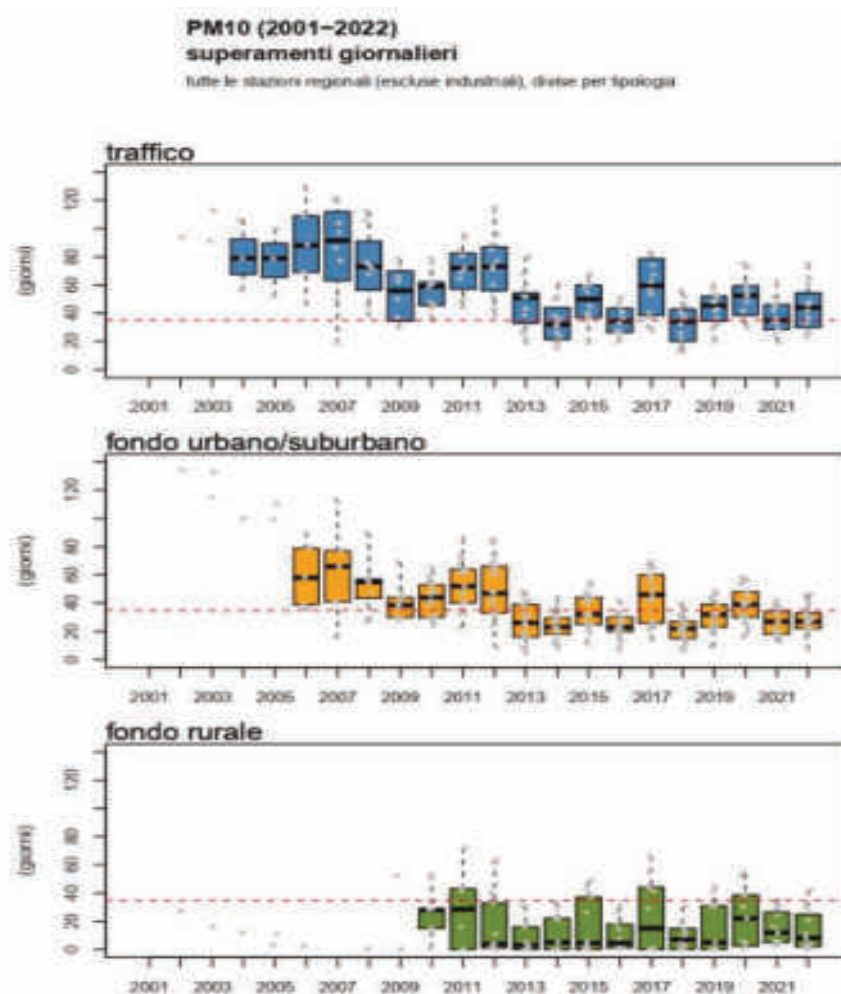 PM10 (2001−2022)
superamenti giornalieri
tutte le stazioni regionali (escluse industriali), divise per tipologia
traffico
(giorni)
120
80
60
40
20
0
2001 2003 2005 2007 2009 2011 2013 2015 2017 2019 2021
fondo urbano/suburbano
(giorni)
120
80
60
40
20
0
2001 2003 2005 2007 2009 2011 2013 2015 2017 2019 2021
fondo rurale
(giorni)
120
80
60
40
20
0
2001 2003 2005 2007 2009 2011 2013 2015 2017 2019 2021